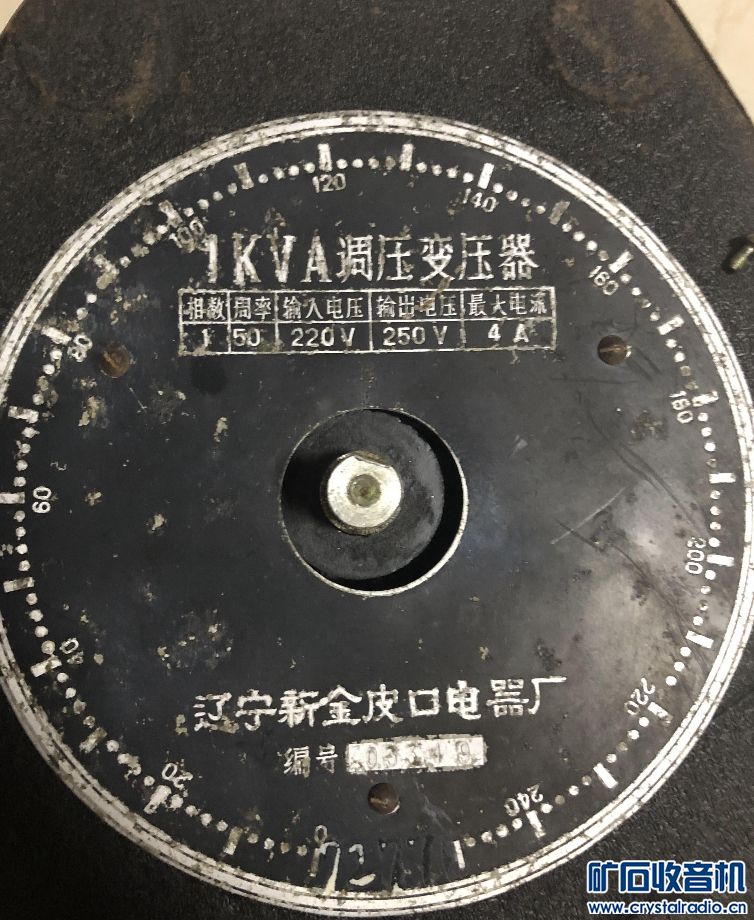 120
140
100
160
1KVA调压变压器
相数 周率 输入电压 输出电压 最大电流
1 50 220V 250V 4A
80
180
60
200
40
220
辽宁新金皮口电器厂
编号
20
240
0
矿石收音机
www.crystalradio.cn